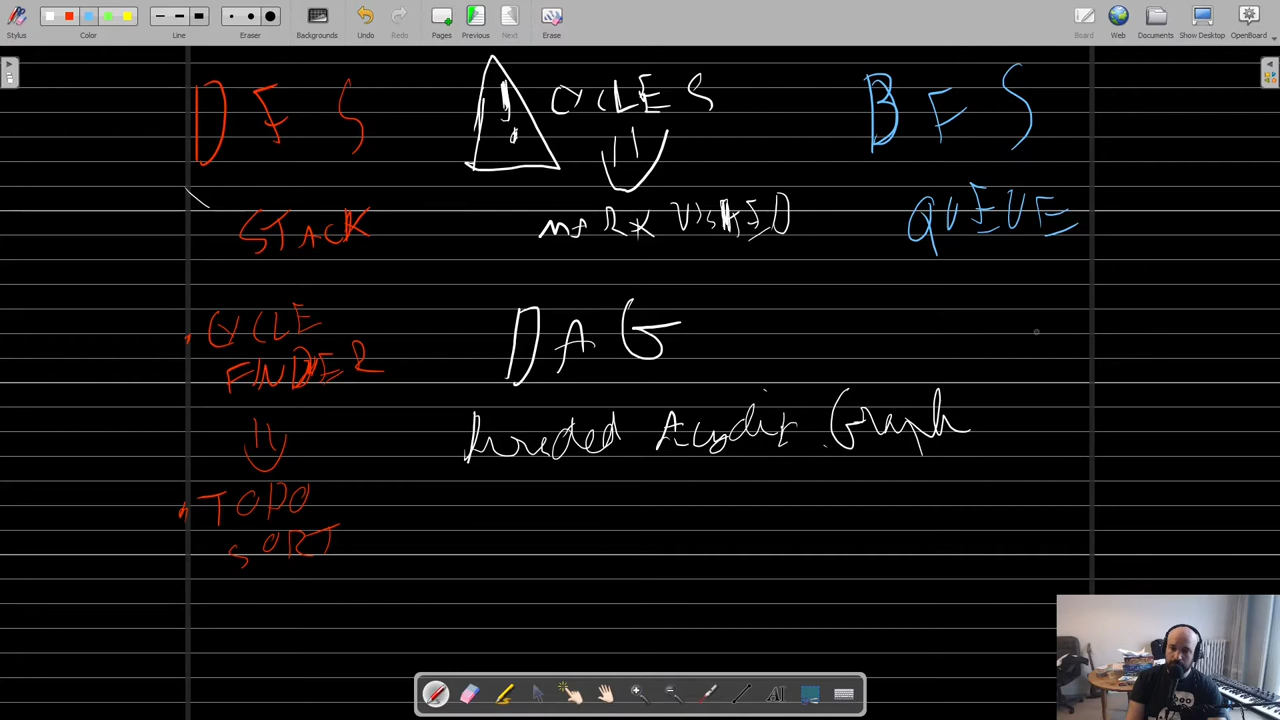 Stylus
Color
Line
Eraser
Backgrounds
Undo
Redo
Pages
Previous
Next
Erase
Board
Web
Documents
Show Desktop
OpenBoard
DFS
! CYCLES
BFS
STACK
MARK VISITED
QUEUE
CYCLE
FINDER
DAG
Directed Acyclic Graph
TOPO
SORT